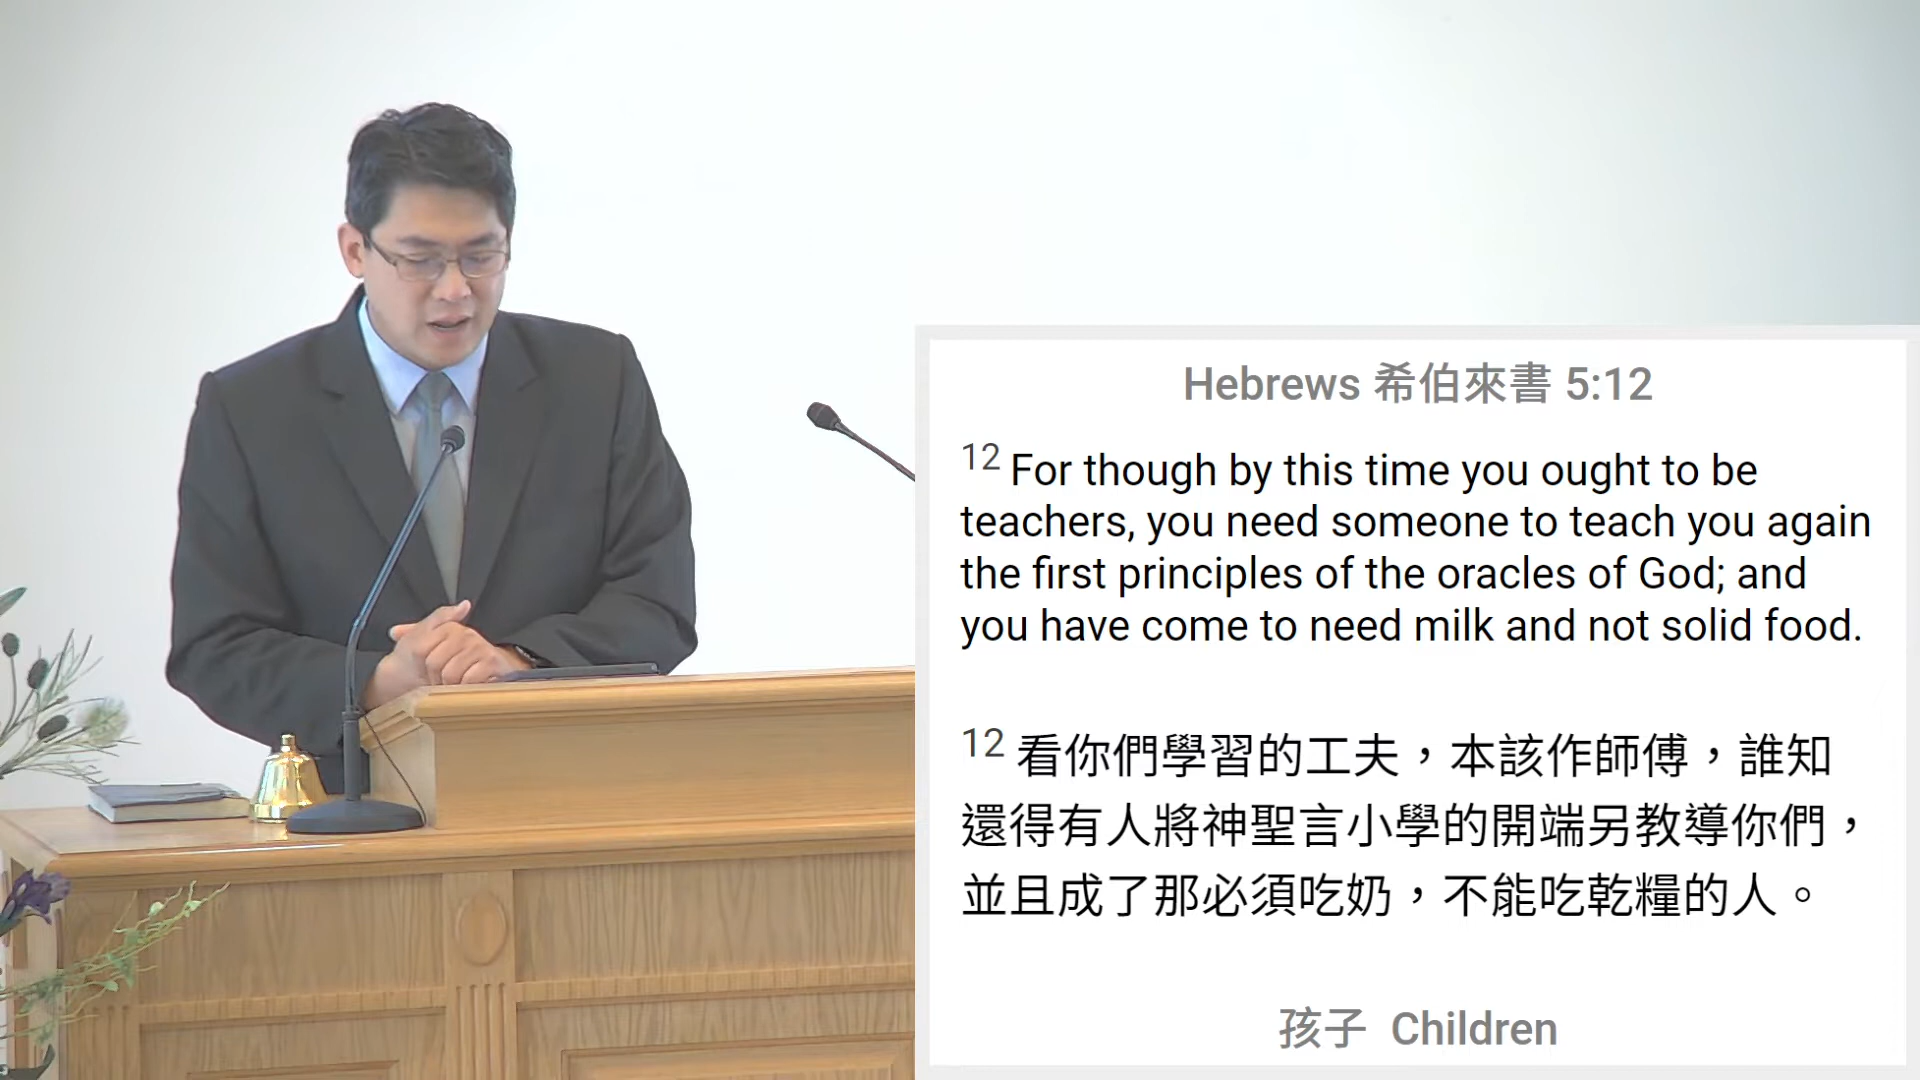 Hebrews 希伯來書 5:12
12 For though by this time you ought to be
teachers, you need someone to teach you again
the first principles of the oracles of God; and
you have come to need milk and not solid food.
12 看你們學習的工夫，本該作師傅，誰知
還得有人將神聖言小學的開端另教導你們，
並且成了那必須吃奶，不能吃乾糧的人。
孩子 Children